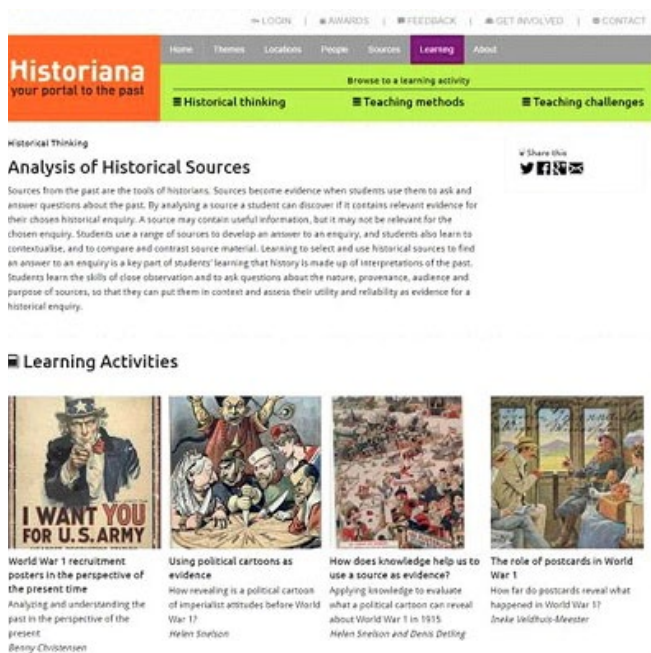 LOGIN | AWARDS | FEEDBACK | GET INVOLVED | CONTACT
Historiana
your portal to the past
Home Themes Locations People Sources Learning About
Browse to a learning activity
Historical thinking Teaching methods Teaching challenges
Historical Thinking
Analysis of Historical Sources
Share this
Sources from the past are the tools of historians. Sources become evidence when students use them to ask and
answer questions about the past. By analysing a source a student can discover if it contains relevant evidence for
their chosen historical enquiry. A source may contain useful information, but it may not be relevant for the
chosen enquiry. Students use a range of sources to develop an answer to an enquiry, and students also learn to
contextualise, and to compare and contrast source material. Learning to select and use historical sources to find
an answer to an enquiry is a key part of students' learning that history is made up of interpretations of the past.
Students learn the skills of close observation and to ask questions about the nature, provenance, audience and
purpose of sources, so that they can put them in context and assess their utility and reliability as evidence for a
historical enquiry.
Learning Activities
I WANT YOU
FOR U.S. ARMY
World War 1 recruitment
posters in the perspective of
the present time
Analyzing and understanding the
past in the perspective of the
present
Benny Christensen
Using political cartoons as
evidence
How revealing is a political cartoon
of imperialist attitudes before World
War 1?
Helen Snelson
How does knowledge help us to
use a source as evidence?
Applying knowledge to evaluate
what a political cartoon can reveal
about World War 1 in 1915
Helen Snelson and Denis Detling
The role of postcards in World
War 1
How far do postcards reveal what
happened in World War 1?
Ineke Veldhuis-Meester